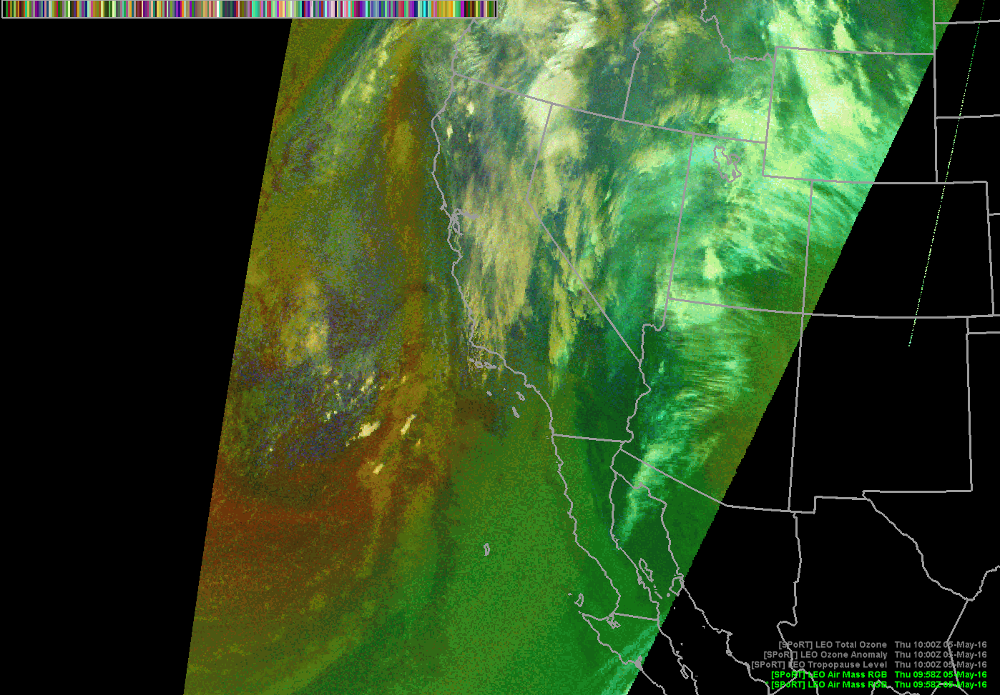 [SPoRT] LEO Total Ozone Thu 10:00Z 05-May-16
[SPoRT] LEO Ozone Anomaly Thu 10:00Z 05-May-16
[SPoRT] LEO Tropopause Level Thu 10:00Z 05-May-16
[SPoRT] LEO Air Mass RGB Thu 09:58Z 05-May-16
* [SPoRT] LEO Air Mass RGB Thu 09:58Z 05-May-16